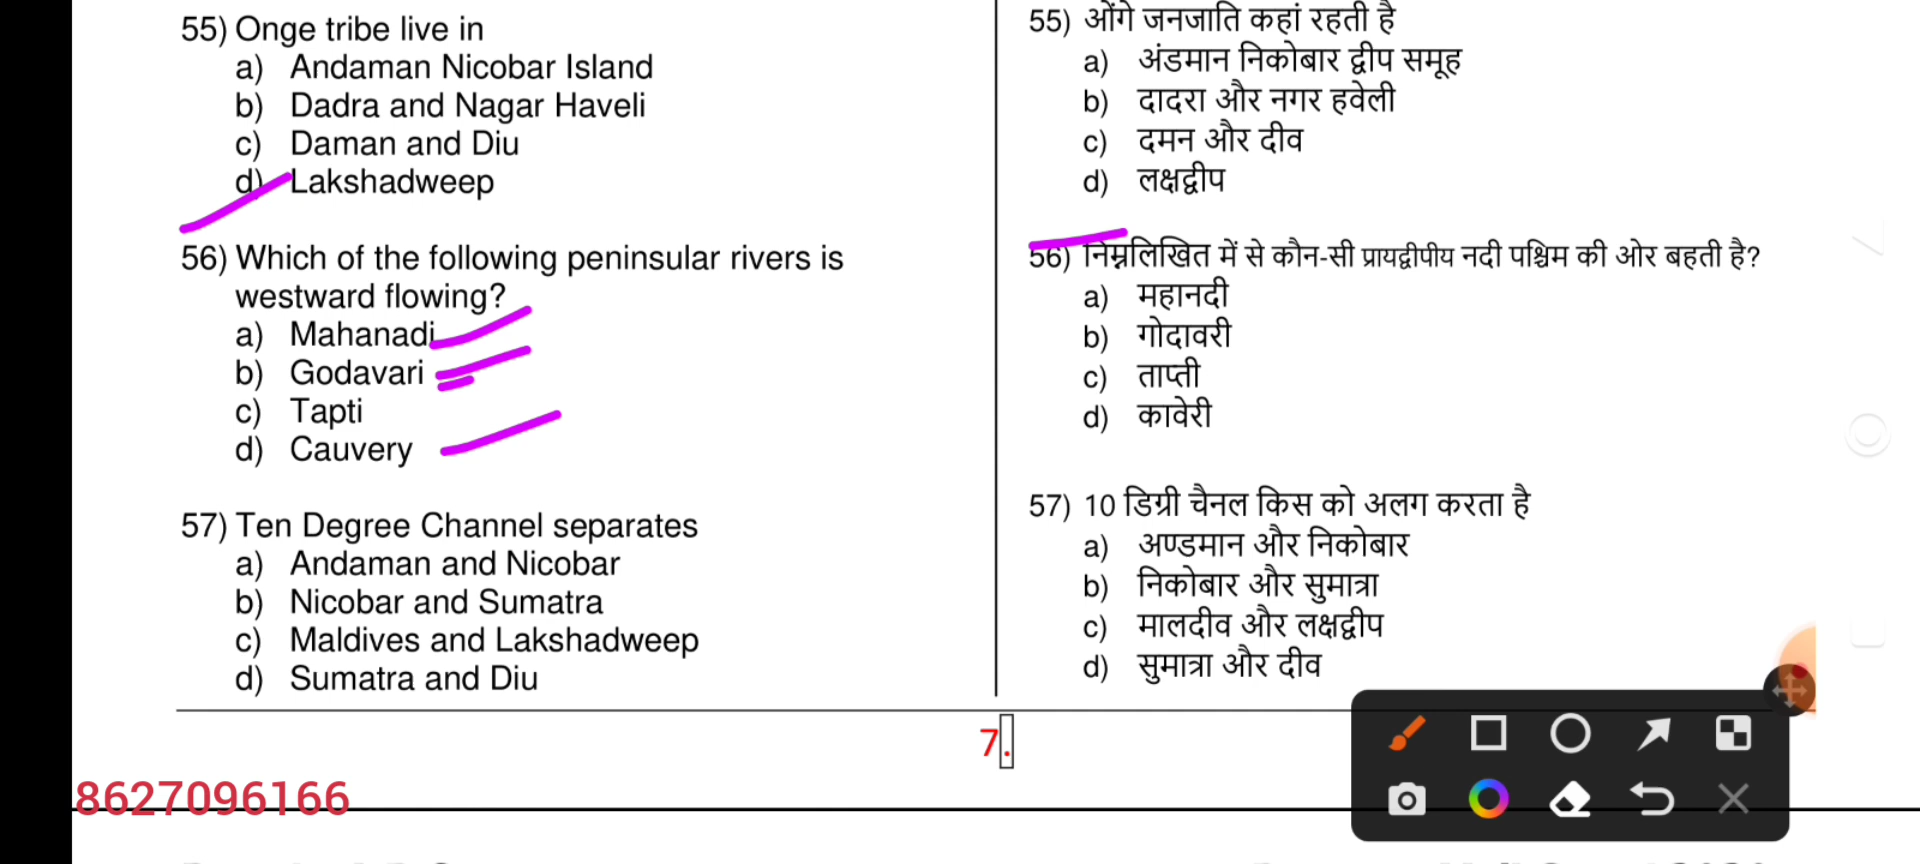 55) Onge tribe live in
a) Andaman Nicobar Island
b) Dadra and Nagar Haveli
c) Daman and Diu
d) Lakshadweep
56) Which of the following peninsular rivers is
westward flowing?
a) Mahanadi
b) Godavari
c) Tapti
d) Cauvery
57) Ten Degree Channel separates
a) Andaman and Nicobar
b) Nicobar and Sumatra
c) Maldives and Lakshadweep
d) Sumatra and Diu
55) ओंगे जनजाति कहां रहती है
a) अंडमान निकोबार द्वीप समूह
b) दादरा और नगर हवेली
c) दमन और दीव
d) लक्षद्वीप
56) निम्नलिखित में से कौन-सी प्रायद्वीपीय नदी पश्चिम की ओर बहती है?
a) महानदी
b) गोदावरी
c) ताप्ती
d) कावेरी
57) 10 डिग्री चैनल किस को अलग करता है
a) अण्डमान और निकोबार
b) निकोबार और सुमात्रा
c) मालदीव और लक्षद्वीप
d) सुमात्रा और दीव
7.
8627096166